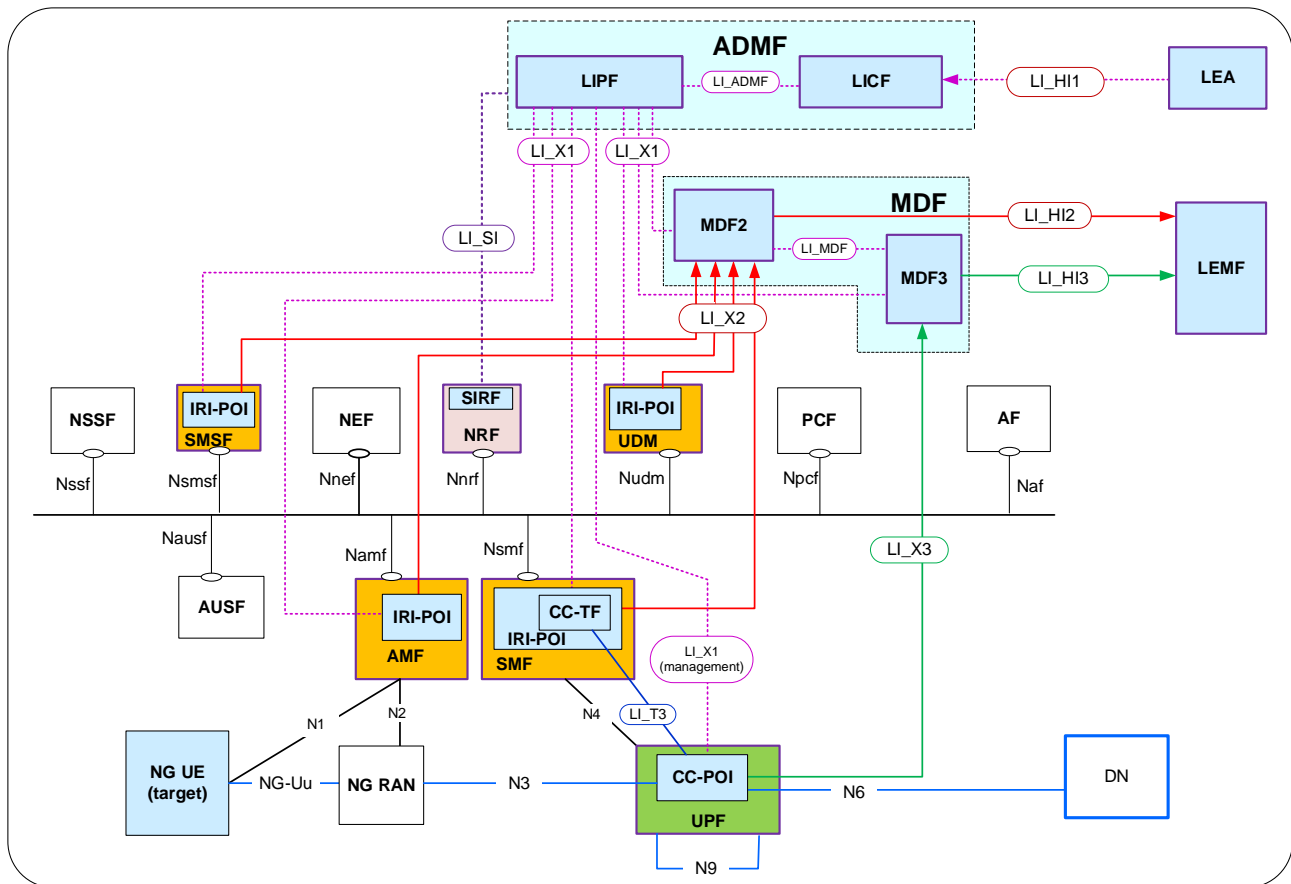 ADMF
LIPF
LI_ADMF
LICF
LI_HI1
LEA
LI_X1
LI_X1
MDF
MDF2
LI_HI2
LI_SI
LI_MDF
MDF3
LI_HI3
LEMF
LI_X2
NSSF
IRI-POI
SMSF
NEF
SIRF
NRF
IRI-POI
UDM
PCF
AF
Nssf
Nsmsf
Nnef
Nnrf
Nudm
Npcf
Naf
Nausf
Namf
Nsmf
LI_X3
AUSF
IRI-POI
AMF
CC-TF
IRI-POI
SMF
LI_X1
(management)
N1
N2
N4
LI_T3
NG UE
(target)
NG-Uu
NG RAN
N3
CC-POI
UPF
N6
DN
N9